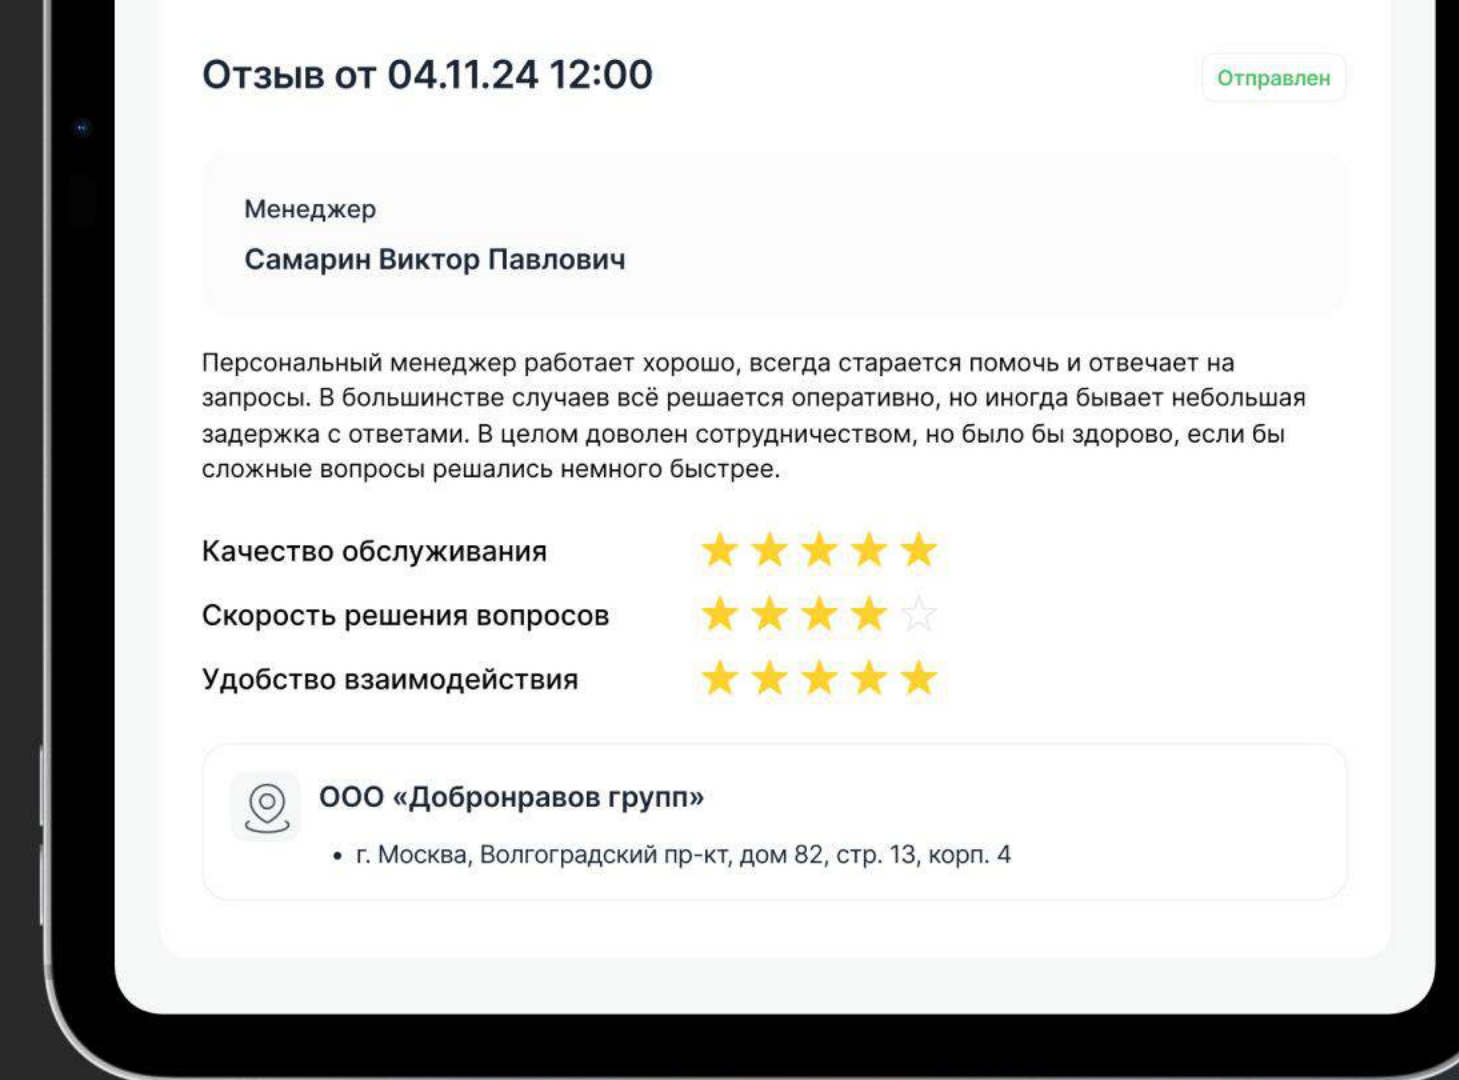 Отзыв от 04.11.24 12:00
Отправлен
Менеджер
Самарин Виктор Павлович
Персональный менеджер работает хорошо, всегда старается помочь и отвечает на
запросы. В большинстве случаев всё решается оперативно, но иногда бывает небольшая
задержка с ответами. В целом доволен сотрудничеством, но было бы здорово, если бы
сложные вопросы решались немного быстрее.
Качество обслуживания
Скорость решения вопросов
Удобство взаимодействия
ООО «Добронравов групп»
• г. Москва, Волгоградский пр-кт, дом 82, стр. 13, корп. 4